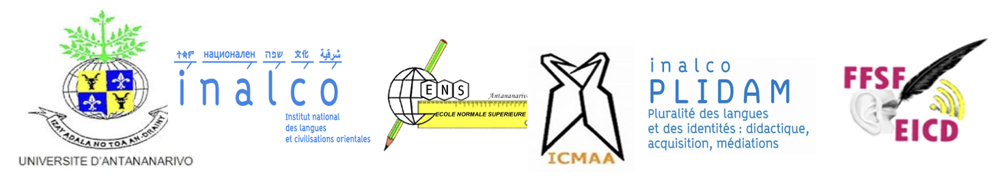 IZAY ADALA NO TOA AN-DRAINY
UNIVERSITE D'ANTANANARIVO
ትቋም национален שפה 文化 شرقية
inalco
Institut national
des langues
et civilisations orientales
ENS
Antananarivo
ECOLE NORMALE SUPERIEURE
ICMAA
inalco
PLIDAM
Pluralité des langues
et des identités : didactique,
acquisition, médiations
FFSF
EICD